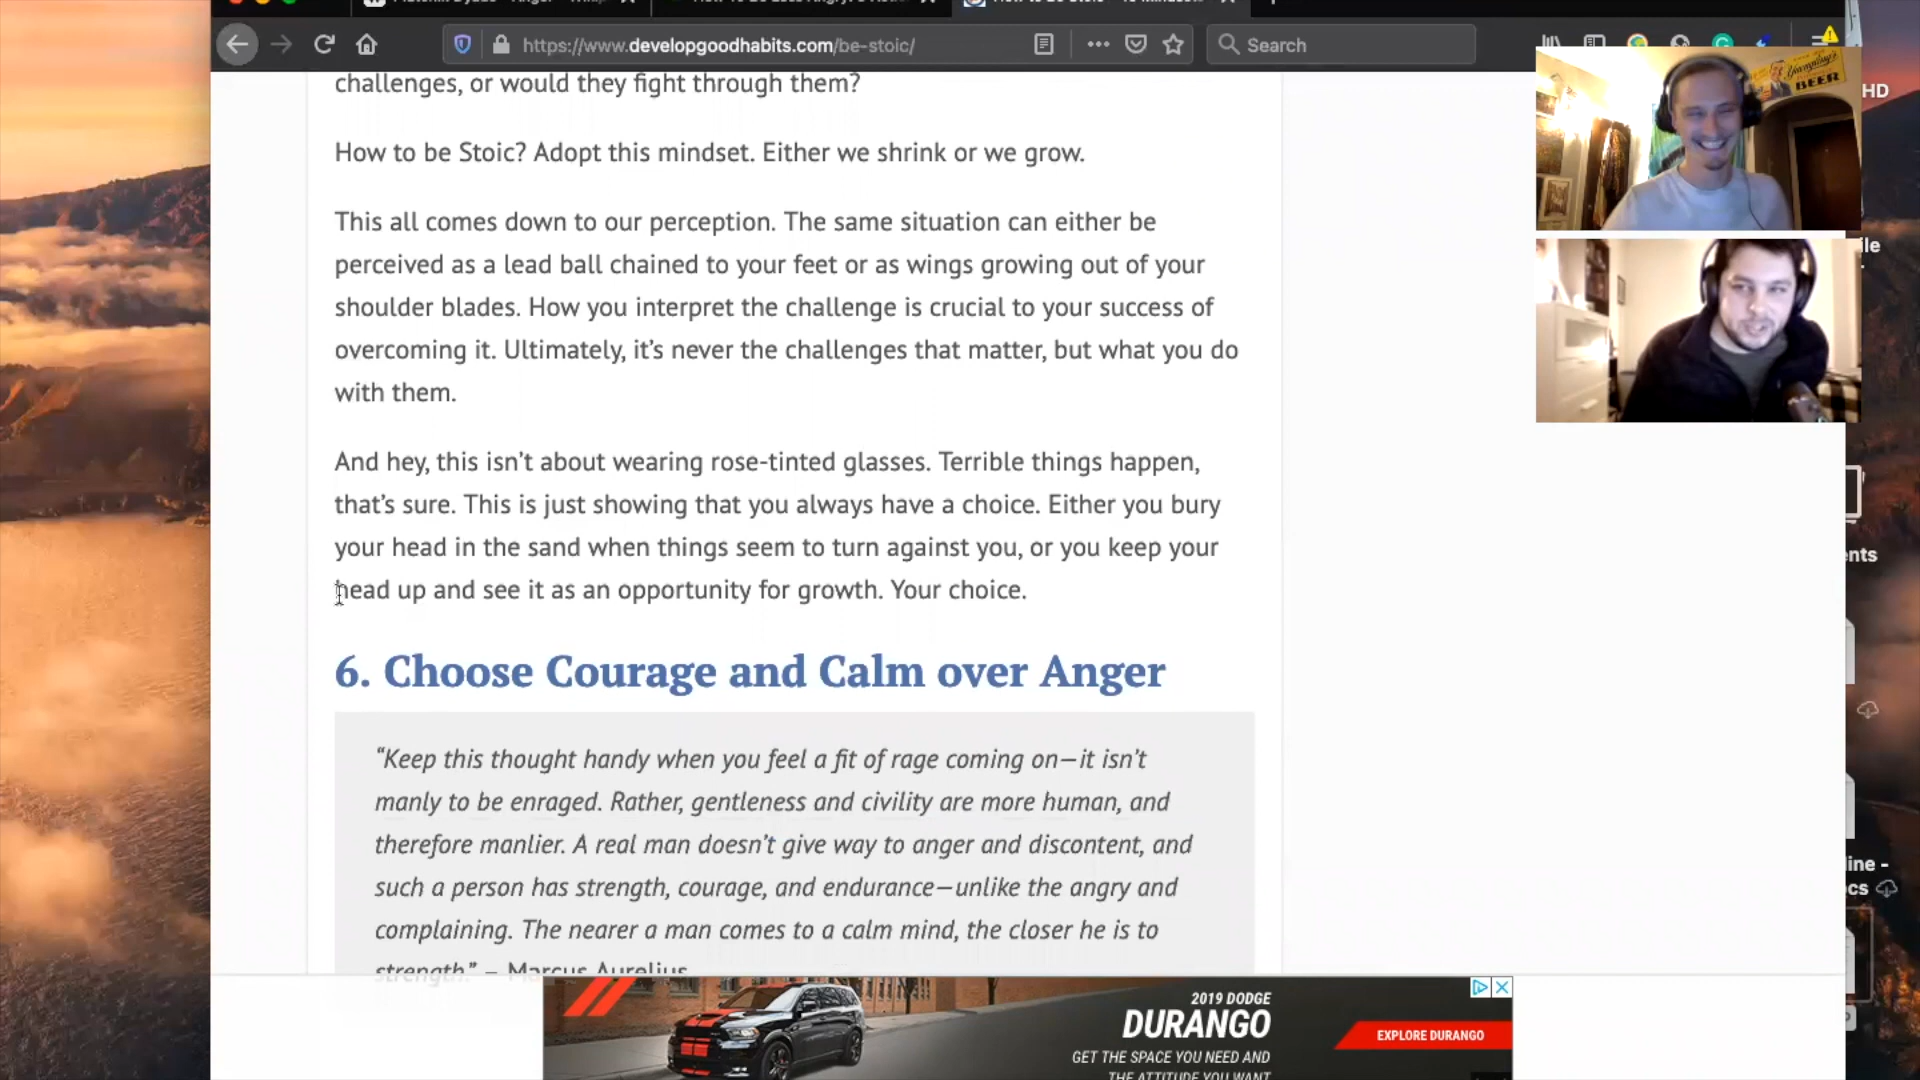 https://www.developgoodhabits.com/be-stoic/
Search
HD
BEER
challenges, or would they fight through them?
How to be Stoic? Adopt this mindset. Either we shrink or we grow.
This all comes down to our perception. The same situation can either be
perceived as a lead ball chained to your feet or as wings growing out of your
shoulder blades. How you interpret the challenge is crucial to your success of
overcoming it. Ultimately, it’s never the challenges that matter, but what you do
with them.
And hey, this isn’t about wearing rose-tinted glasses. Terrible things happen,
that’s sure. This is just showing that you always have a choice. Either you bury
your head in the sand when things seem to turn against you, or you keep your
head up and see it as an opportunity for growth. Your choice.
6. Choose Courage and Calm over Anger
“Keep this thought handy when you feel a fit of rage coming on—it isn’t
manly to be enraged. Rather, gentleness and civility are more human, and
therefore manlier. A real man doesn’t give way to anger and discontent, and
such a person has strength, courage, and endurance—unlike the angry and
complaining. The nearer a man comes to a calm mind, the closer he is to
strength.” – Marcus Aurelius
2019 DODGE
DURANGO
GET THE SPACE YOU NEED AND
THE ATTITUDE YOU WANT
EXPLORE DURANGO